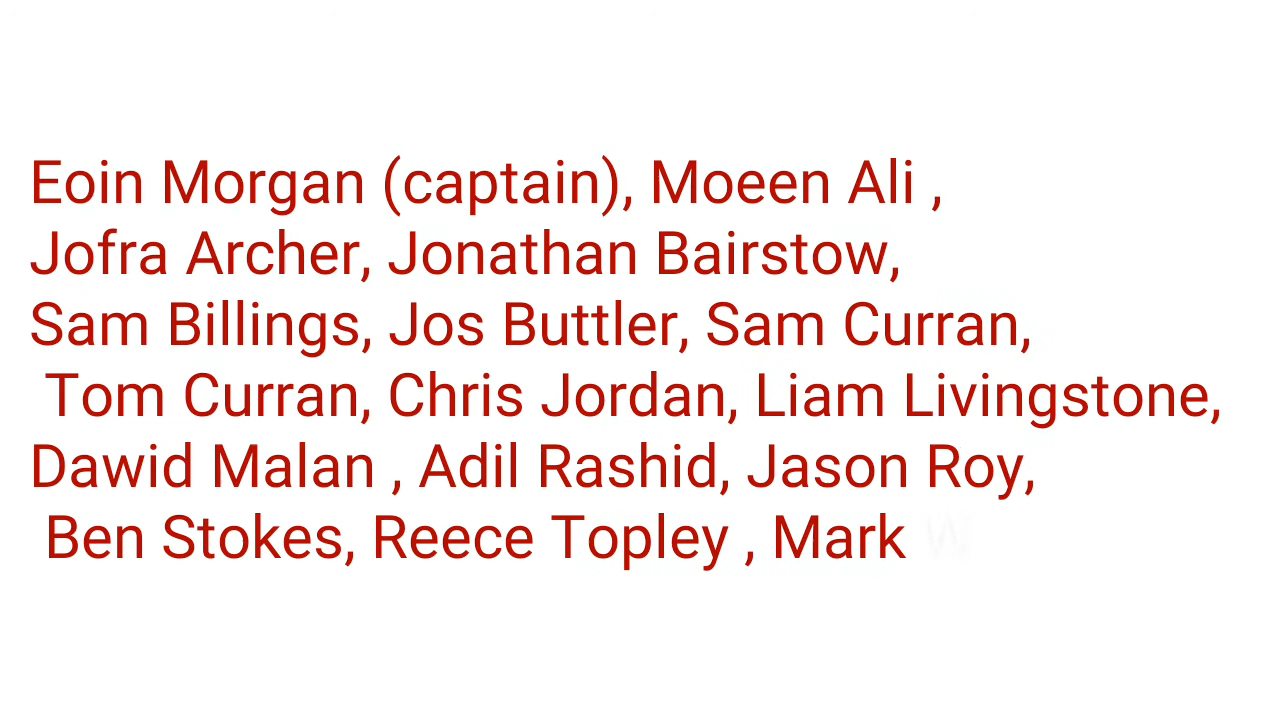 Eoin Morgan (captain), Moeen Ali ,
Jofra Archer, Jonathan Bairstow,
Sam Billings, Jos Buttler, Sam Curran,
Tom Curran, Chris Jordan, Liam Livingstone,
Dawid Malan , Adil Rashid, Jason Roy,
Ben Stokes, Reece Topley , Mark W